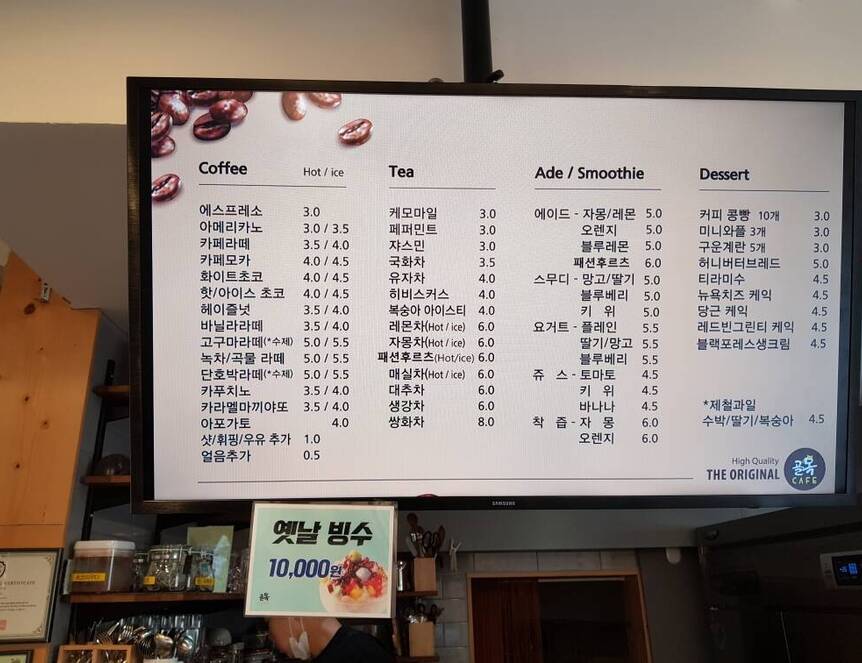 Coffee Hot / ice
에스프레소 3.0
아메리카노 3.0 / 3.5
카페라떼 3.5 / 4.0
카페모카 4.0 / 4.5
화이트초코 4.0 / 4.5
핫/아이스 초코 4.0 / 4.5
헤이즐넛 3.5 / 4.0
바닐라라떼 3.5 / 4.0
고구마라떼(*수제) 5.0 / 5.5
녹차/곡물 라떼 5.0 / 5.5
단호박라떼(*수제) 5.0 / 5.5
카푸치노 3.5 / 4.0
카라멜마끼야또 3.5 / 4.0
아포가토 4.0
샷/휘핑/우유 추가 1.0
얼음추가 0.5
Tea
케모마일 3.0
페퍼민트 3.0
쟈스민 3.0
국화차 3.5
유자차 4.0
히비스커스 4.0
복숭아 아이스티 4.0
레몬차(Hot / ice) 6.0
자몽차(Hot / ice) 6.0
패션후르츠(Hot/ice) 6.0
매실차(Hot / ice) 6.0
대추차 6.0
생강차 6.0
쌍화차 8.0
Ade / Smoothie
에이드 - 자몽/레몬 5.0
오렌지 5.0
블루레몬 5.0
패션후르츠 6.0
스무디 - 망고/딸기 5.0
블루베리 5.0
키 위 5.0
요거트 - 플레인 5.5
딸기/망고 5.5
블루베리 5.5
쥬 스 - 토마토 4.5
키 위 4.5
바나나 4.5
착 즙 - 자 몽 6.0
오렌지 6.0
Dessert
커피 콩빵 10개 3.0
미니와플 3개 3.0
구운계란 5개 3.0
허니버터브레드 5.0
티라미수 4.5
뉴욕치즈 케익 4.5
당근 케익 4.5
레드빈그린티 케익 4.5
블랙포레스생크림 4.5
*제철과일
수박/딸기/복숭아 4.5
High Quality
THE ORIGINAL
골목
CAFE
SAMSUNG
옛날 빙수
10,000원
골목